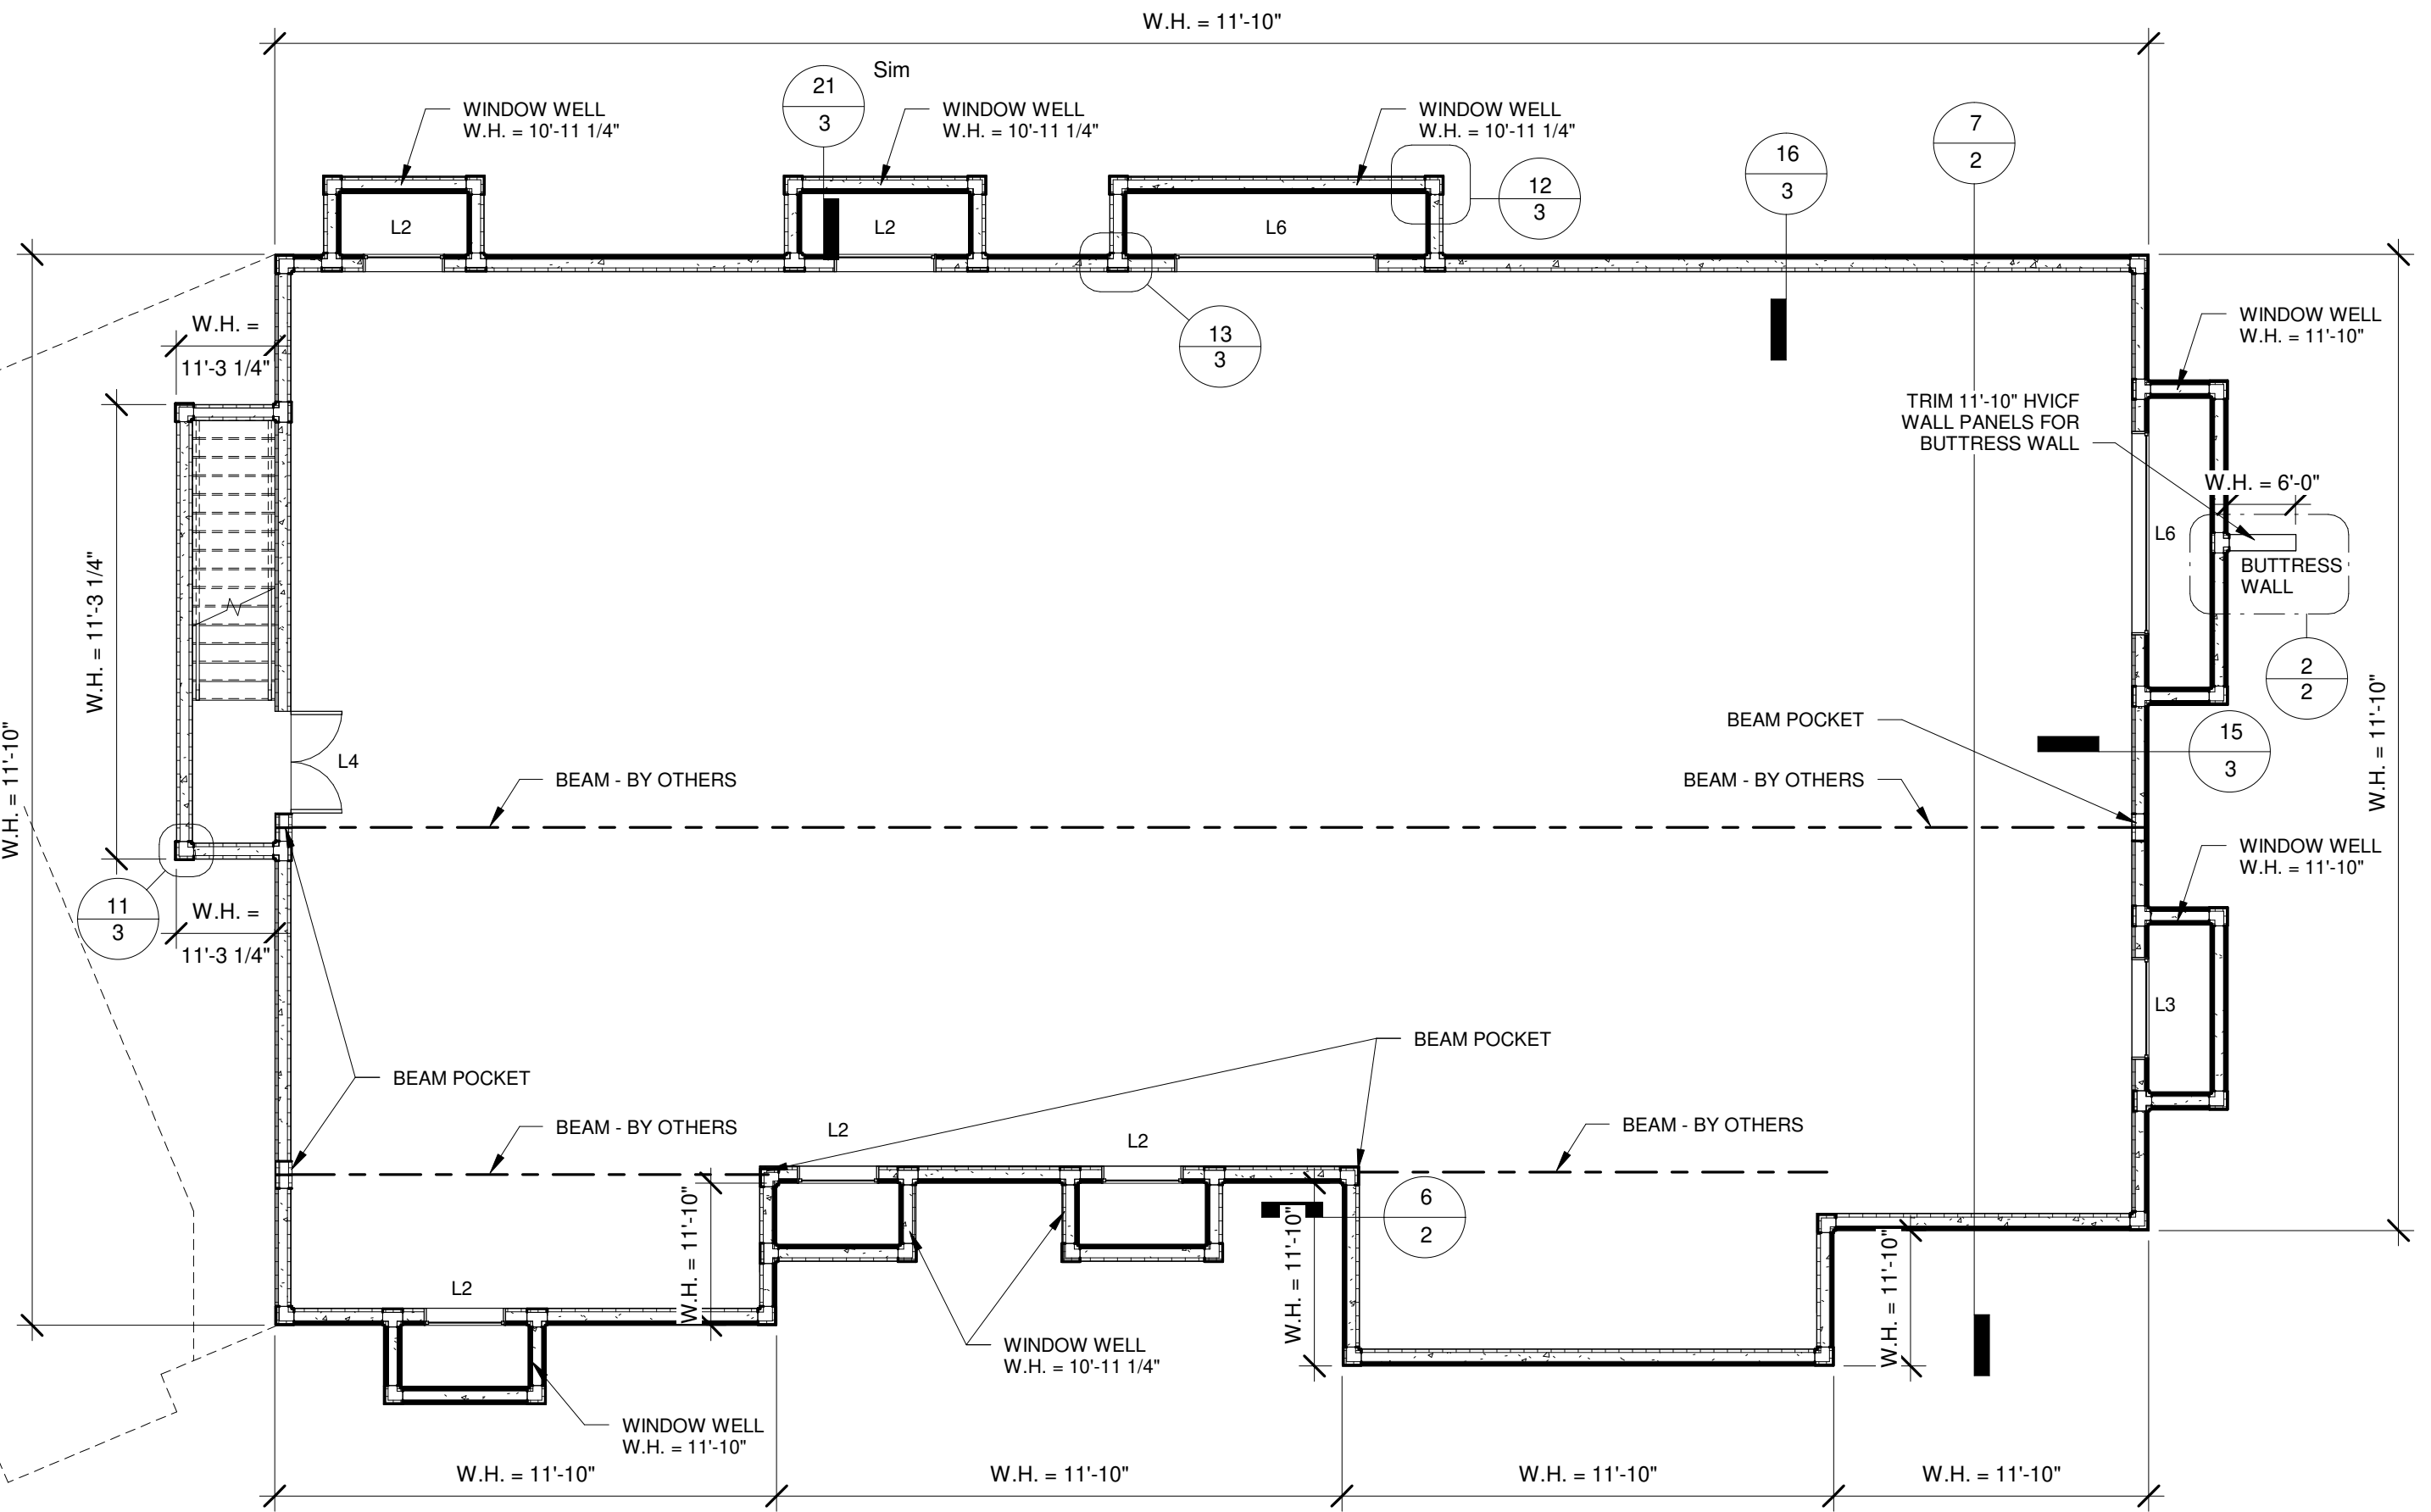 W.H. = 11'-10"
21
3
Sim
WINDOW WELL
W.H. = 10'-11 1/4"
WINDOW WELL
W.H. = 10'-11 1/4"
WINDOW WELL
W.H. = 10'-11 1/4"
7
2
16
3
12
3
L2
L2
L6
13
3
W.H. =
11'-3 1/4"
WINDOW WELL
W.H. = 11'-10"
TRIM 11'-10" HVICF
WALL PANELS FOR
BUTTRESS WALL
W.H. = 6'-0"
L6
BUTTRESS
WALL
2
2
W.H. = 11'-3 1/4"
W.H. = 11'-10"
W.H. = 11'-10"
BEAM POCKET
15
3
L4
BEAM - BY OTHERS
BEAM - BY OTHERS
WINDOW WELL
W.H. = 11'-10"
11
3
W.H. =
11'-3 1/4"
L3
BEAM POCKET
BEAM POCKET
BEAM - BY OTHERS
L2
L2
BEAM - BY OTHERS
6
2
W.H. = 11'-10"
W.H. = 11'-10"
W.H. = 11'-10"
L2
WINDOW WELL
W.H. = 10'-11 1/4"
WINDOW WELL
W.H. = 11'-10"
W.H. = 11'-10"
W.H. = 11'-10"
W.H. = 11'-10"
W.H. = 11'-10"